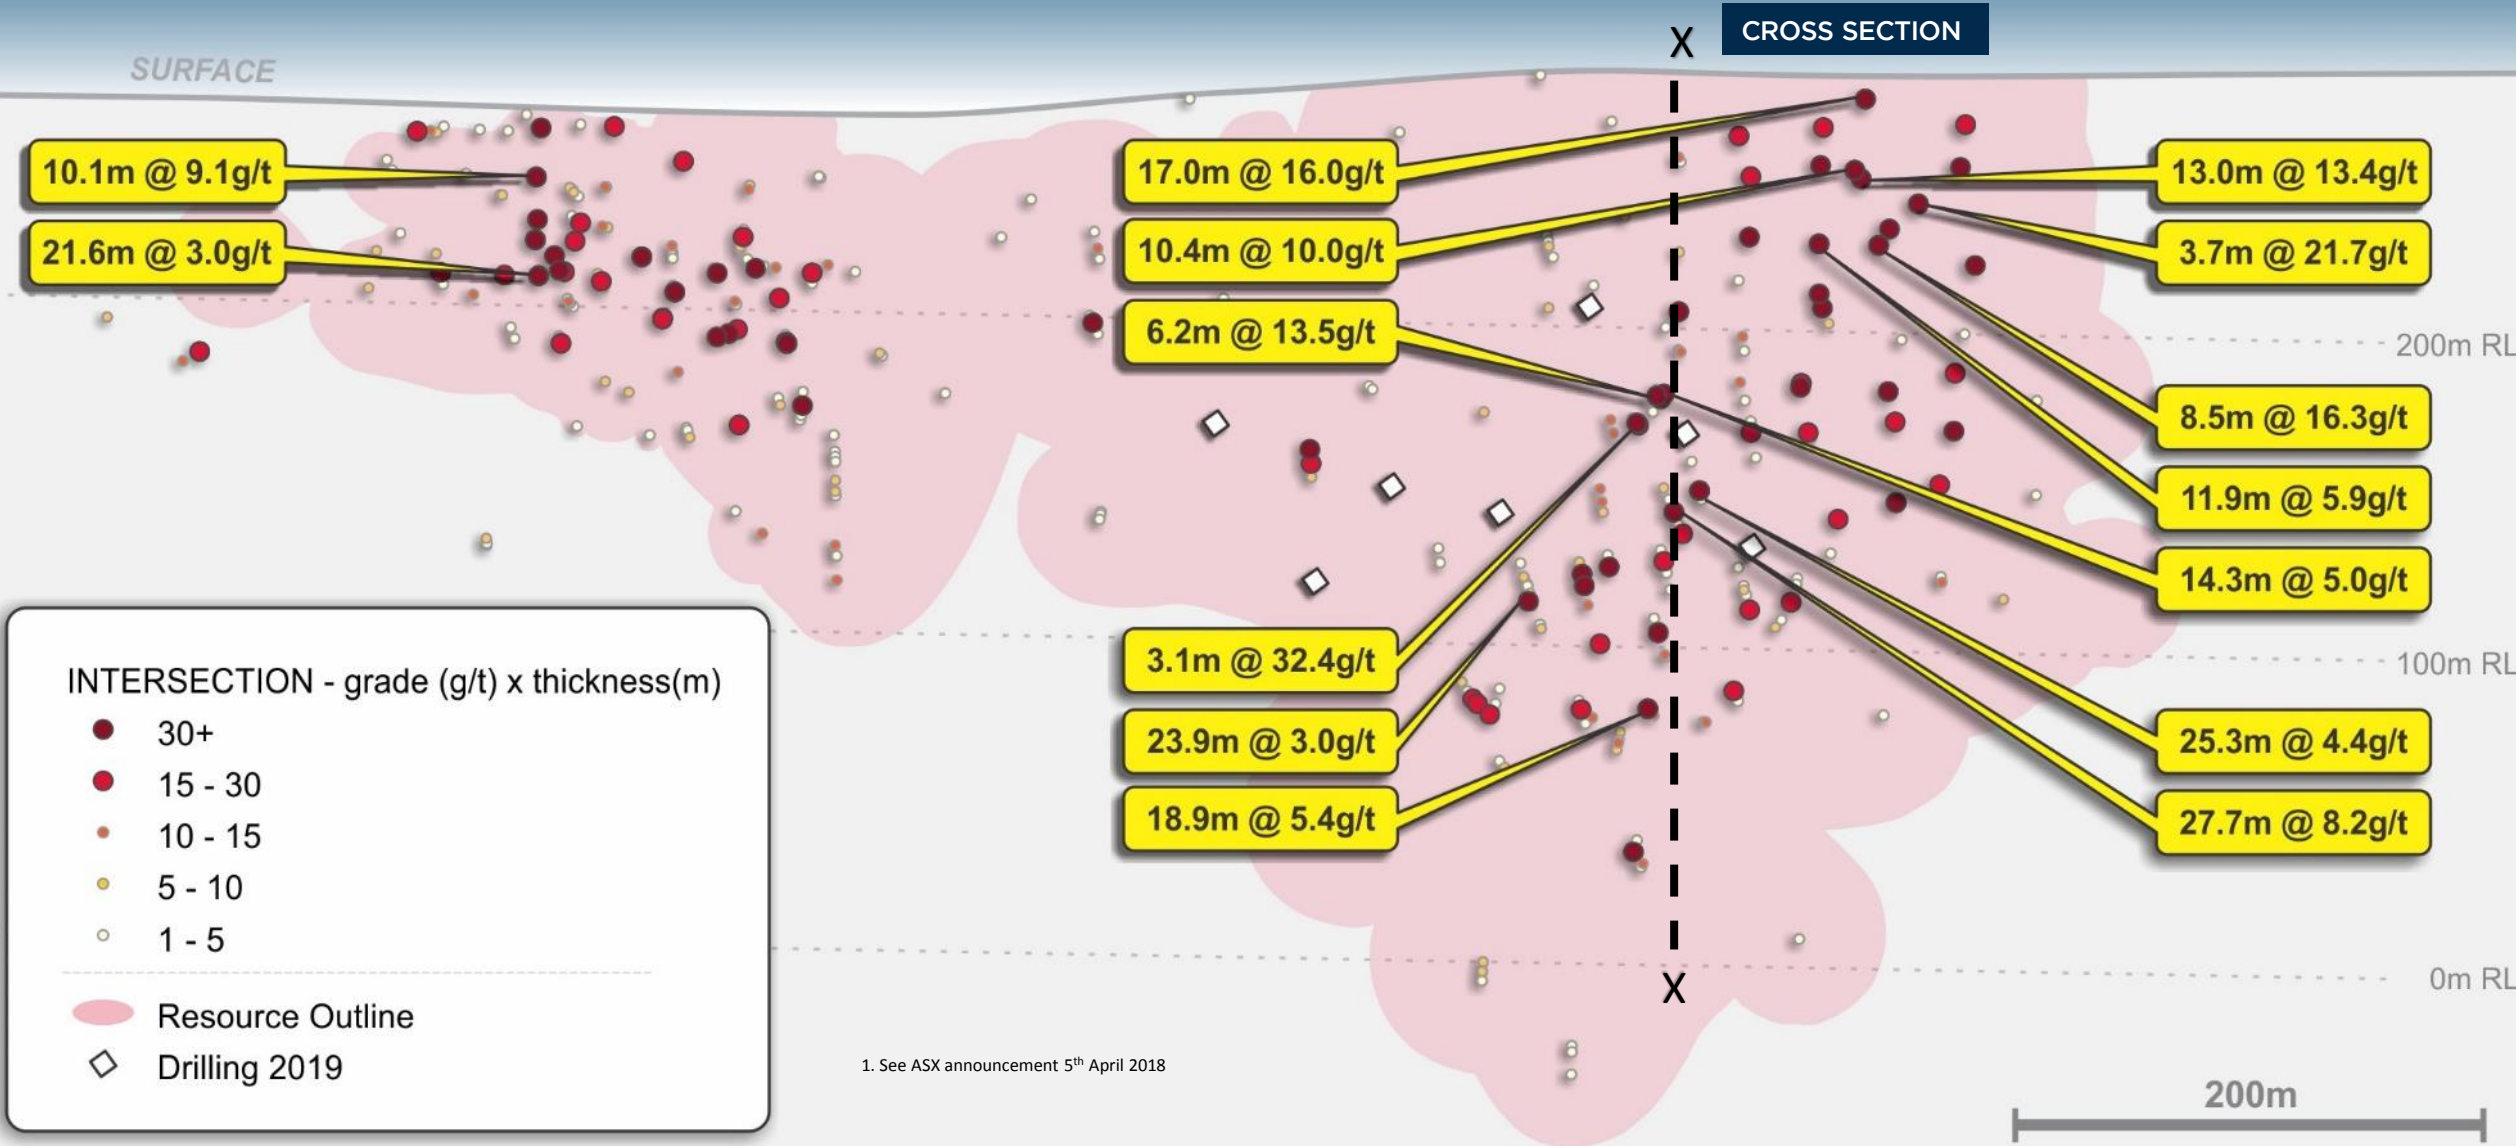 X
CROSS SECTION
SURFACE
10.1m @ 9.1g/t
21.6m @ 3.0g/t
17.0m @ 16.0g/t
10.4m @ 10.0g/t
6.2m @ 13.5g/t
13.0m @ 13.4g/t
3.7m @ 21.7g/t
200m RL
8.5m @ 16.3g/t
11.9m @ 5.9g/t
14.3m @ 5.0g/t
3.1m @ 32.4g/t
23.9m @ 3.0g/t
18.9m @ 5.4g/t
100m RL
25.3m @ 4.4g/t
27.7m @ 8.2g/t
X
0m RL
INTERSECTION - grade (g/t) x thickness(m)
30+
15 - 30
10 - 15
5 - 10
1 - 5
Resource Outline
Drilling 2019
1. See ASX announcement 5th April 2018
200m